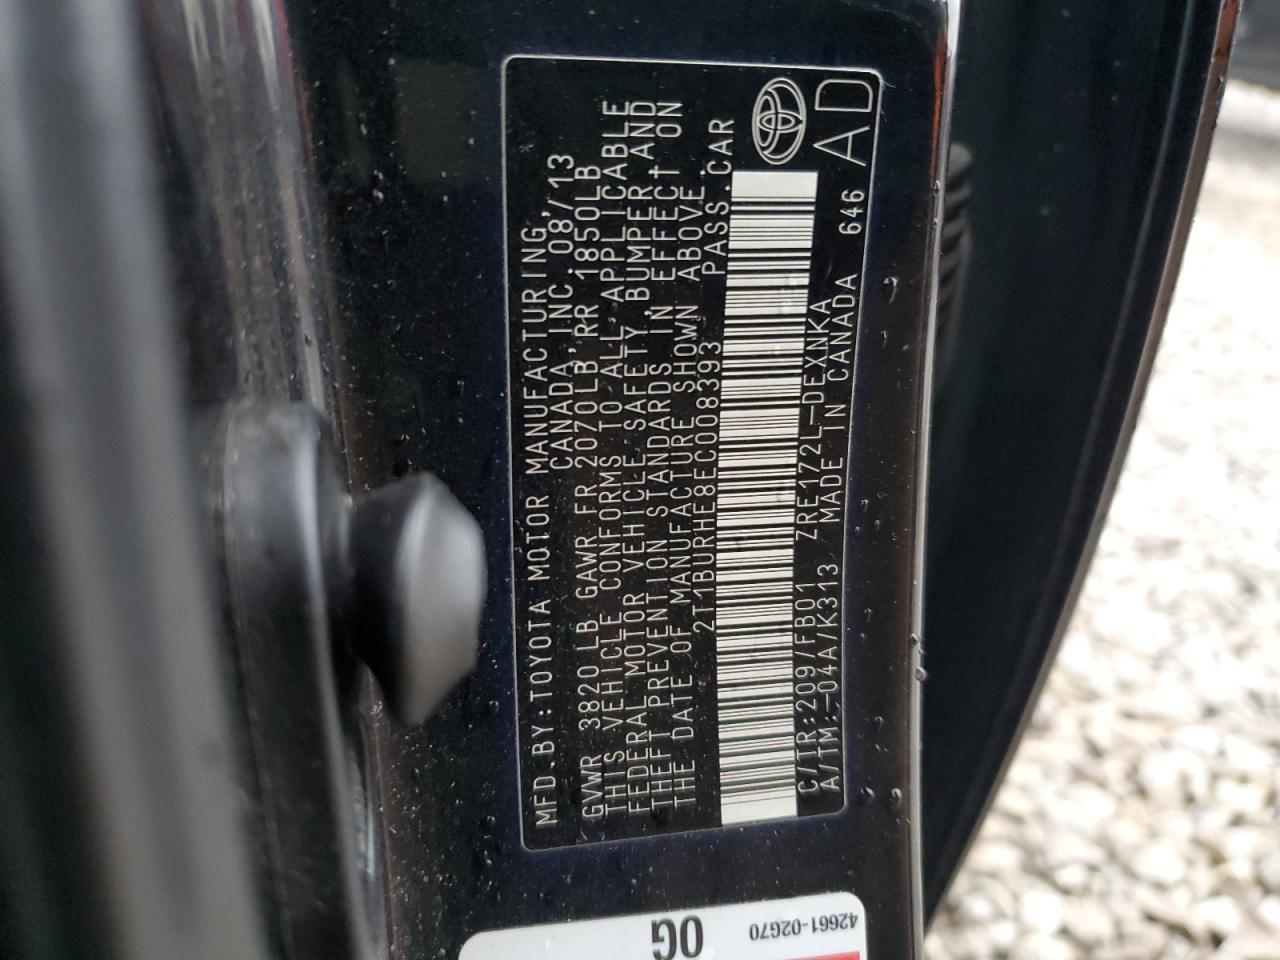 MFD.BY:TOYOTA MOTOR MANUFACTURING,
CANADA,INC. 08/13
GVWR 3820LB GAWR FR 2070LB RR 1850LB
THIS VEHICLE CONFORMS TO ALL APPLICABLE
FEDERAL MOTOR VEHICLE SAFETY,BUMPER,AND
THEFT PREVENTION STANDARDS IN EFFECT ON
THE DATE OF MANUFACTURE SHOWN ABOVE.
2T1BURHE8EC008393 PASS.CAR
C/TR:209/FB01 ZRE172L-DEXNKA
A/TM:-04A/K313 MADE IN CANADA 646
AD
42661-02G70
0G